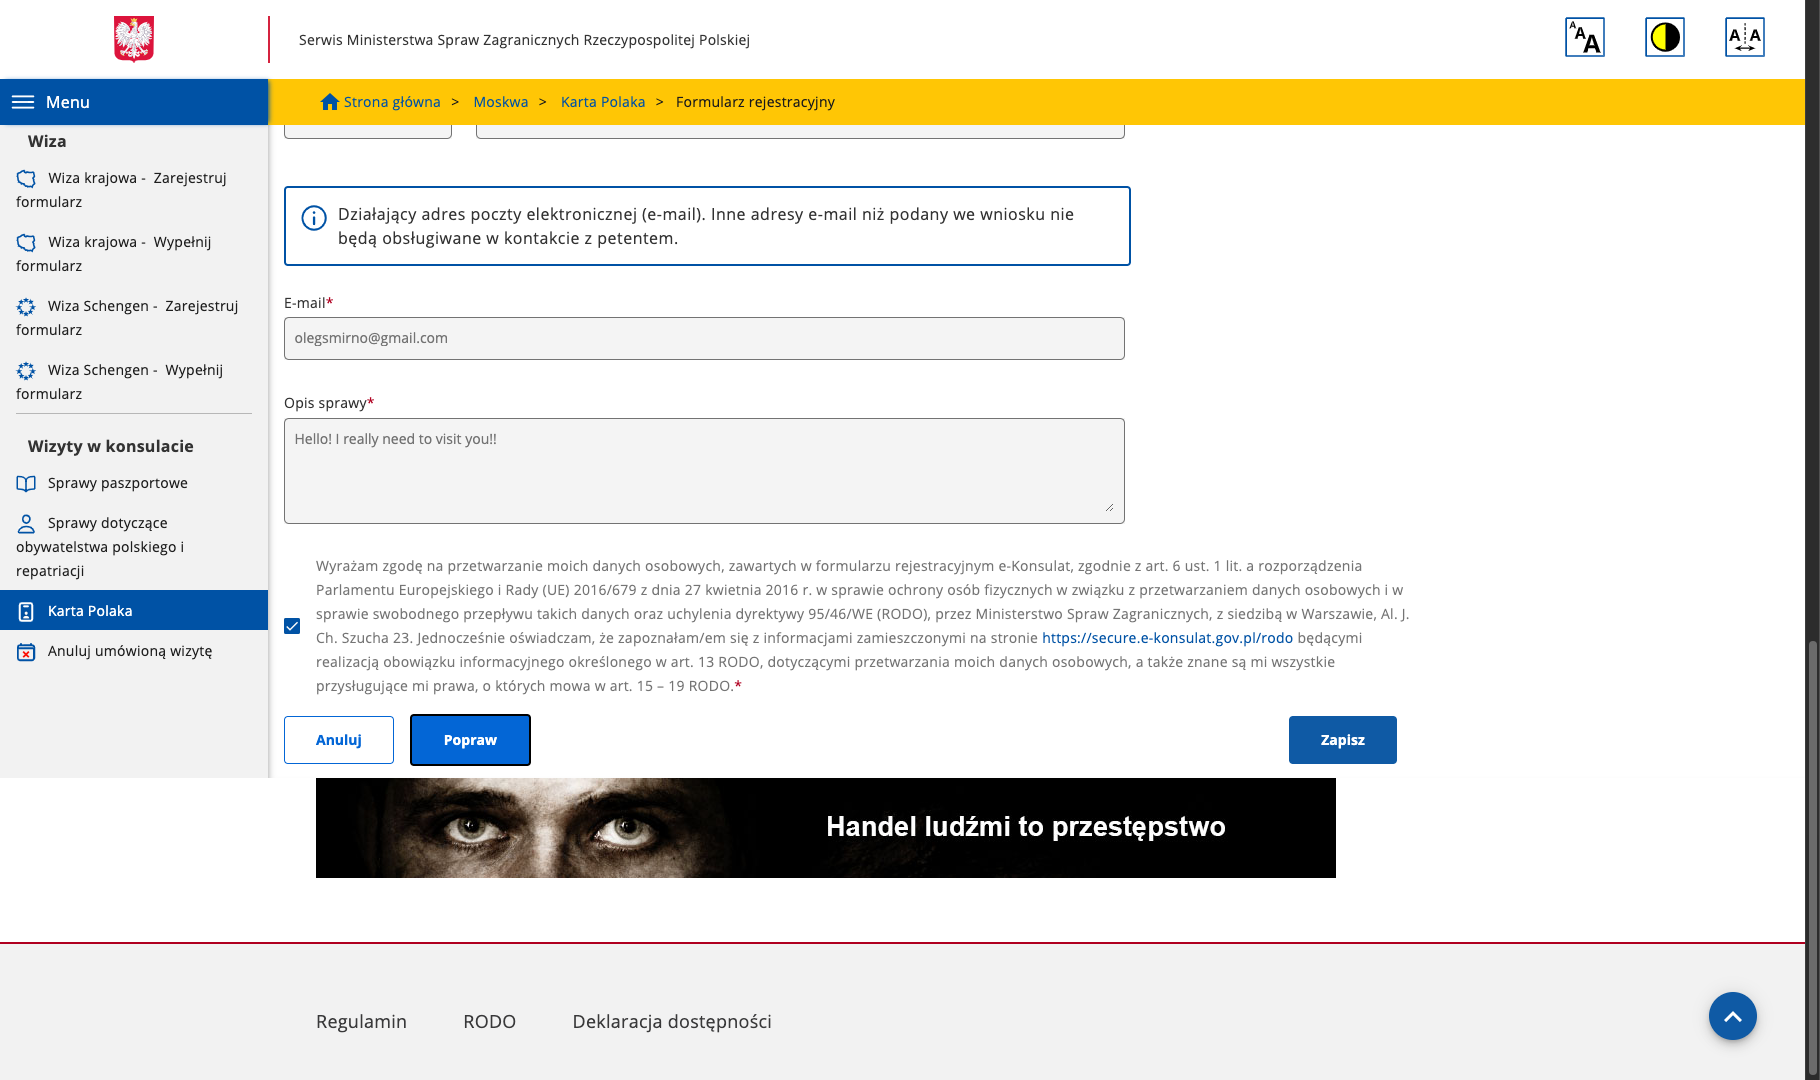 Serwis Ministerstwa Spraw Zagranicznych Rzeczypospolitej Polskiej
A A A
A A
Menu
Strona główna > Moskwa > Karta Polaka > Formularz rejestracyjny
Wiza
Wiza krajowa - Zarejestruj
formularz
Wiza krajowa - Wypełnij
formularz
Wiza Schengen - Zarejestruj
formularz
Wiza Schengen - Wypełnij
formularz
Wizyty w konsulacie
Sprawy paszportowe
Sprawy dotyczące
obywatelstwa polskiego i
repatriacji
Karta Polaka
Anuluj umówioną wizytę
Działający adres poczty elektronicznej (e-mail). Inne adresy e-mail niż podany we wniosku nie
będą obsługiwane w kontakcie z petentem.
E-mail*
olegsmirno@gmail.com
Opis sprawy*
Hello! I really need to visit you!!
Wyrażam zgodę na przetwarzanie moich danych osobowych, zawartych w formularzu rejestracyjnym e-Konsulat, zgodnie z art. 6 ust. 1 lit. a rozporządzenia
Parlamentu Europejskiego i Rady (UE) 2016/679 z dnia 27 kwietnia 2016 r. w sprawie ochrony osób fizycznych w związku z przetwarzaniem danych osobowych i w
sprawie swobodnego przepływu takich danych oraz uchylenia dyrektywy 95/46/WE (RODO), przez Ministerstwo Spraw Zagranicznych, z siedzibą w Warszawie, Al. J.
Ch. Szucha 23. Jednocześnie oświadczam, że zapoznałam/em się z informacjami zamieszczonymi na stronie https://secure.e-konsulat.gov.pl/rodo będącymi
realizacją obowiązku informacyjnego określonego w art. 13 RODO, dotyczącymi przetwarzania moich danych osobowych, a także znane są mi wszystkie
przysługujące mi prawa, o których mowa w art. 15 – 19 RODO.*
Anuluj
Popraw
Zapisz
Handel ludźmi to przestępstwo
Regulamin
RODO
Deklaracja dostępności